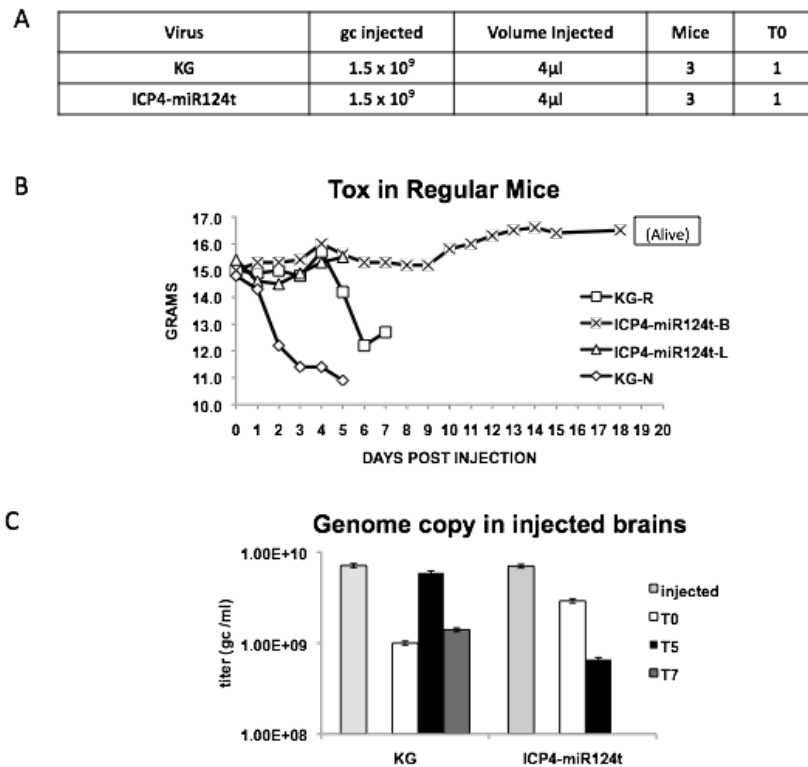 A
Virus gc injected Volume Injected Mice T0
KG 1.5 x 10⁹ 4µl 3 1
ICP4-miR124t 1.5 x 10⁹ 4µl 3 1
B
Tox in Regular Mice
17.0
16.0
15.0
14.0
13.0
12.0
11.0
10.0
GRAMS
(Alive)
KG-R
ICP4-miR124t-B
ICP4-miR124t-L
KG-N
0 1 2 3 4 5 6 7 8 9 10 11 12 13 14 15 16 17 18 19 20
DAYS POST INJECTION
C
Genome copy in injected brains
1.00E+10
1.00E+09
1.00E+08
titer (gc /ml)
injected
T0
T5
T7
KG ICP4-miR124t